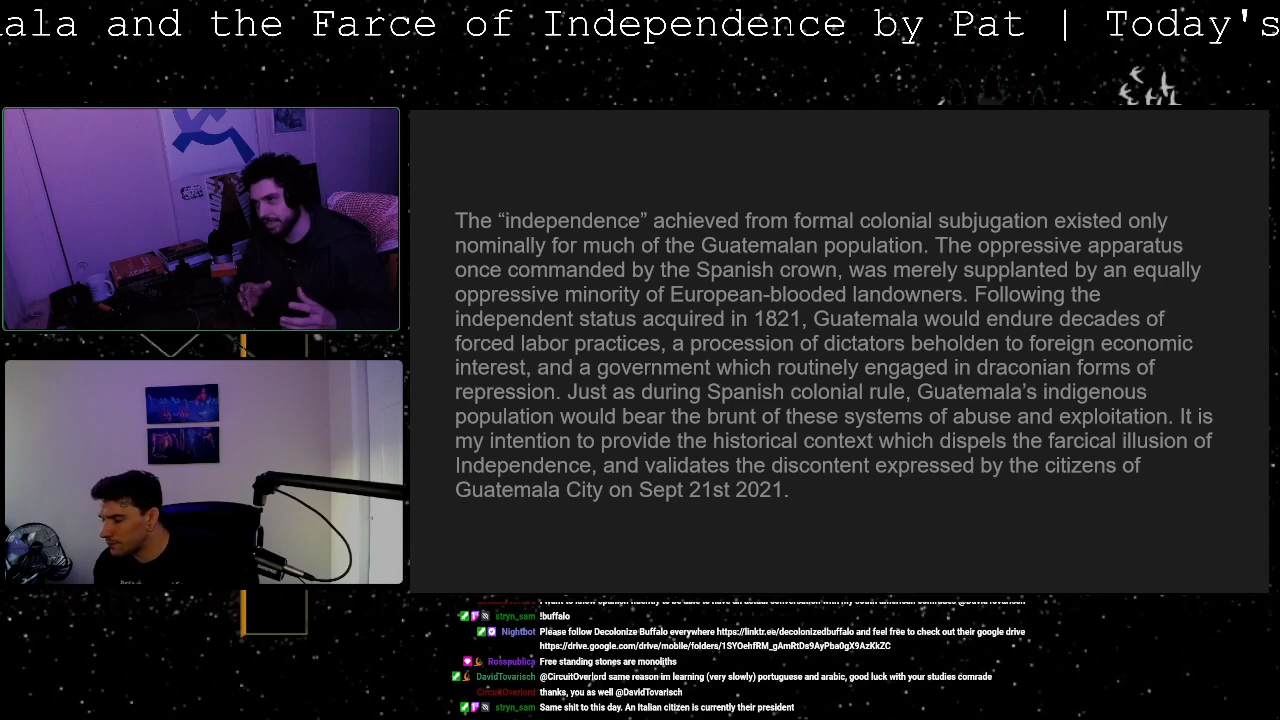 ala and the Farce of Independence by Pat | Today's
The “independence” achieved from formal colonial subjugation existed only
nominally for much of the Guatemalan population. The oppressive apparatus
once commanded by the Spanish crown, was merely supplanted by an equally
oppressive minority of European-blooded landowners. Following the
independent status acquired in 1821, Guatemala would endure decades of
forced labor practices, a procession of dictators beholden to foreign economic
interest, and a government which routinely engaged in draconian forms of
repression. Just as during Spanish colonial rule, Guatemala’s indigenous
population would bear the brunt of these systems of abuse and exploitation. It is
my intention to provide the historical context which dispels the farcical illusion of
Independence, and validates the discontent expressed by the citizens of
Guatemala City on Sept 21st 2021.
stryn_sam !buffalo
Nightbot Please follow Decolonize Buffalo everywhere https://linktr.ee/decolonizedbuffalo and feel free to check out their google drive
https://drive.google.com/drive/mobile/folders/1SYOehfRM_gAmRtDs9AyPba0gX9AzKkZC
Rosspublica Free standing stones are monoliths
DavidTovarisch @CircuitOverlord same reason im learning (very slowly) portuguese and arabic, good luck with your studies comrade
CircuitOverlord thanks, you as well @DavidTovarisch
stryn_sam Same shit to this day. An Italian citizen is currently their president